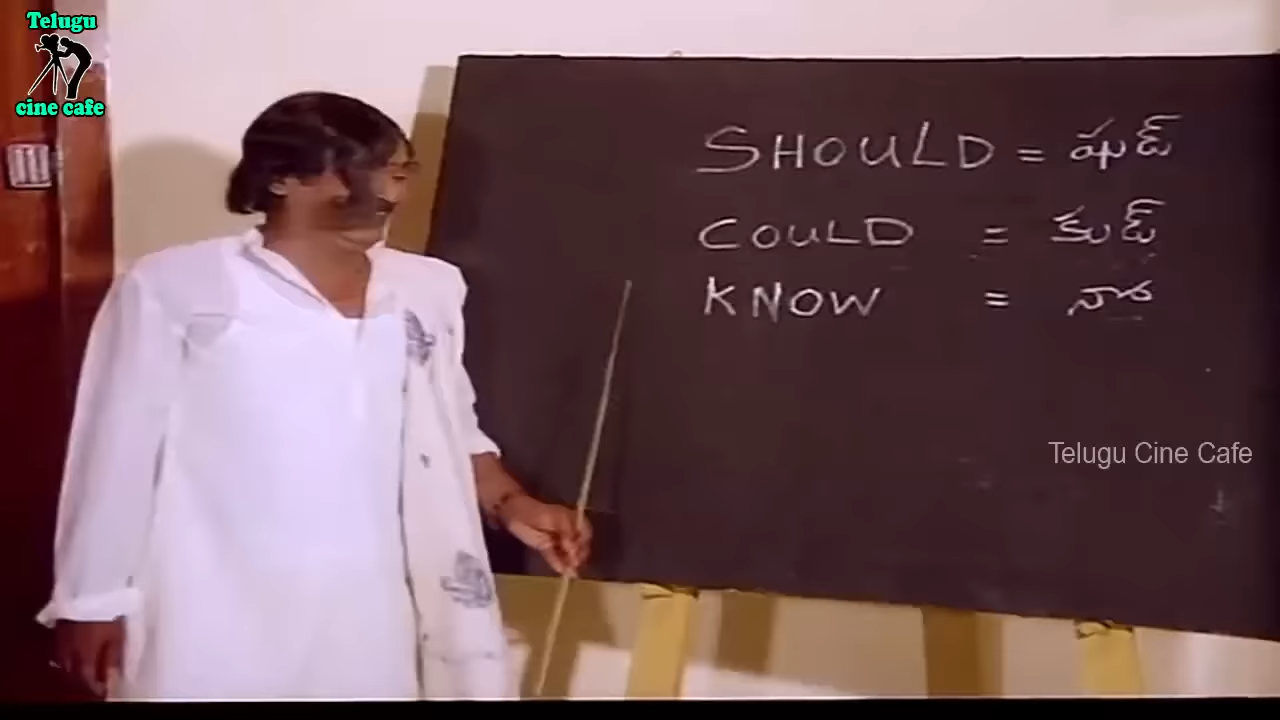 Telugu
cine cafe
SHOULD = షుడ్
COULD = కుడ్
KNOW = నో
Telugu Cine Cafe